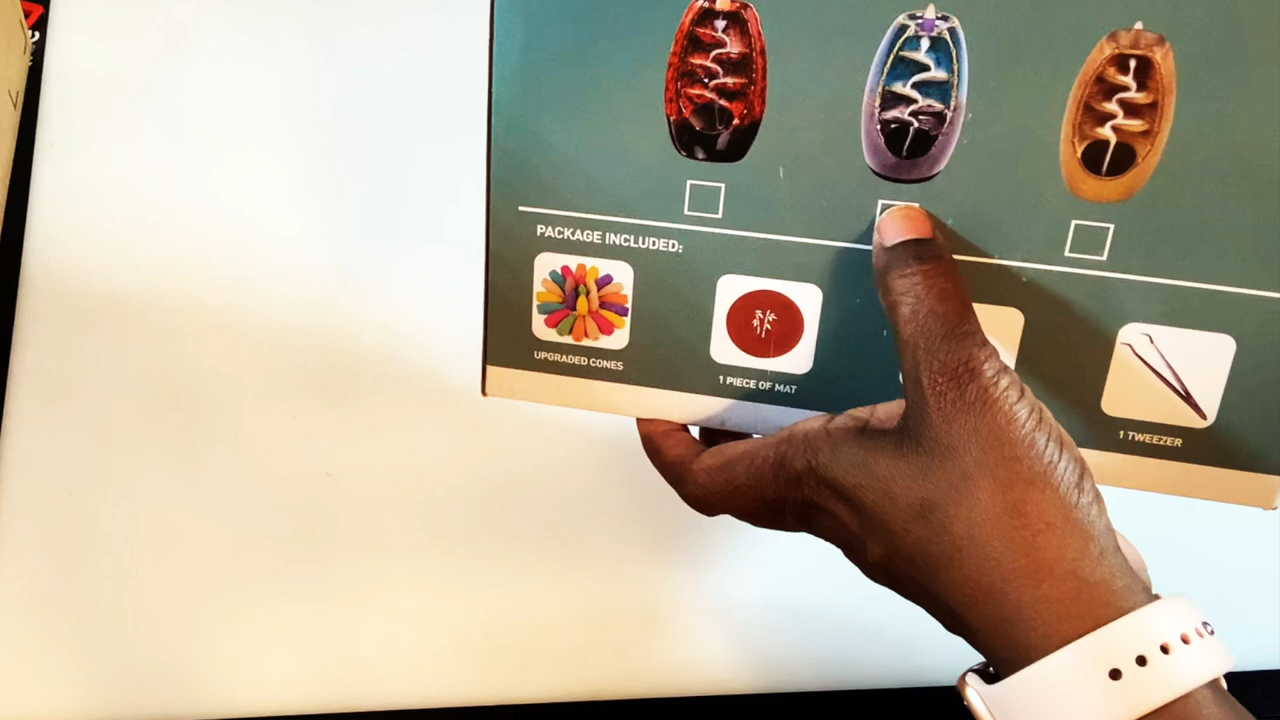 PACKAGE INCLUDED:
UPGRADED CONES
1 PIECE OF MAT
1 TWEEZER